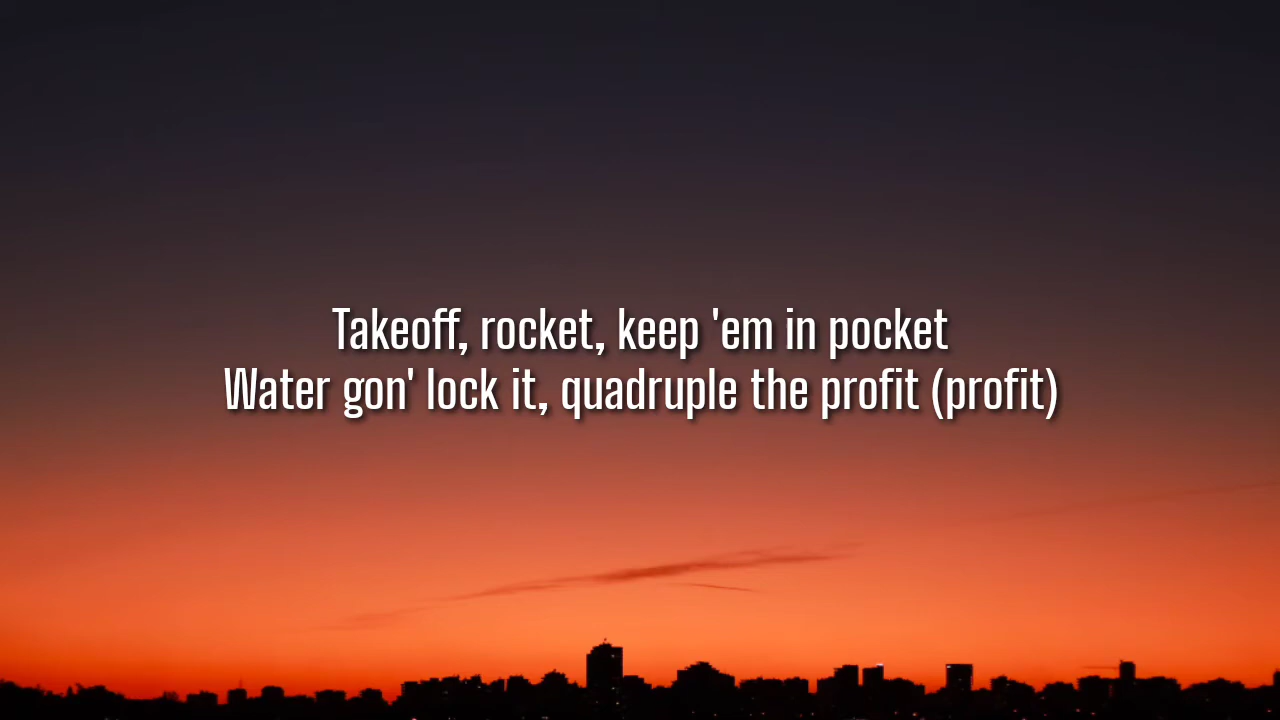 Takeoff, rocket, keep 'em in pocket
Water gon' lock it, quadruple the profit (profit)